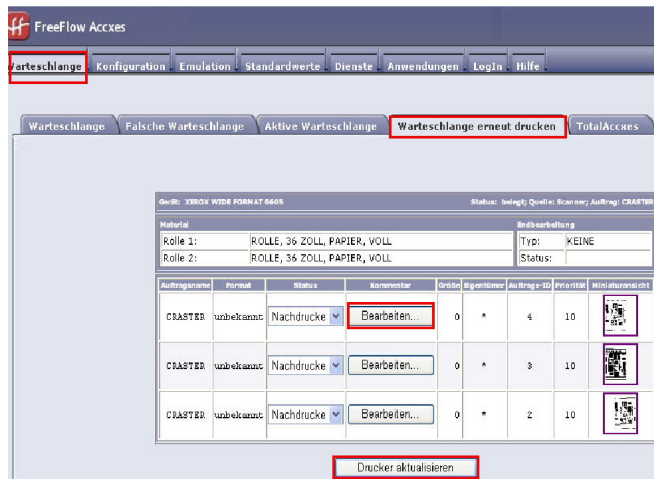 FreeFlow Accxes
Warteschlange Konfiguration Emulation Standardwerte Dienste Anwendungen LogIn Hilfe
Warteschlange Falsche Warteschlange Aktive Warteschlange Warteschlange erneut drucken TotalAccxes
Gerät: XEROX WIDE FORMAT 6605 Status: belegt; Quelle: Scanner; Auftrag: CRASTER
Material Endbearbeitung
Rolle 1: ROLLE, 36 ZOLL, PAPIER, VOLL Typ: KEINE
Rolle 2: ROLLE, 36 ZOLL, PAPIER, VOLL Status:
Auftragsname Format Status Kommentar Größe Eigentümer Auftrags-ID Priorität Miniaturansicht
CRASTER unbekannt Nachdrucke Bearbeiten... 0 * 4 10
CRASTER unbekannt Nachdrucke Bearbeiten... 0 * 3 10
CRASTER unbekannt Nachdrucke Bearbeiten... 0 * 2 10
Drucker aktualisieren